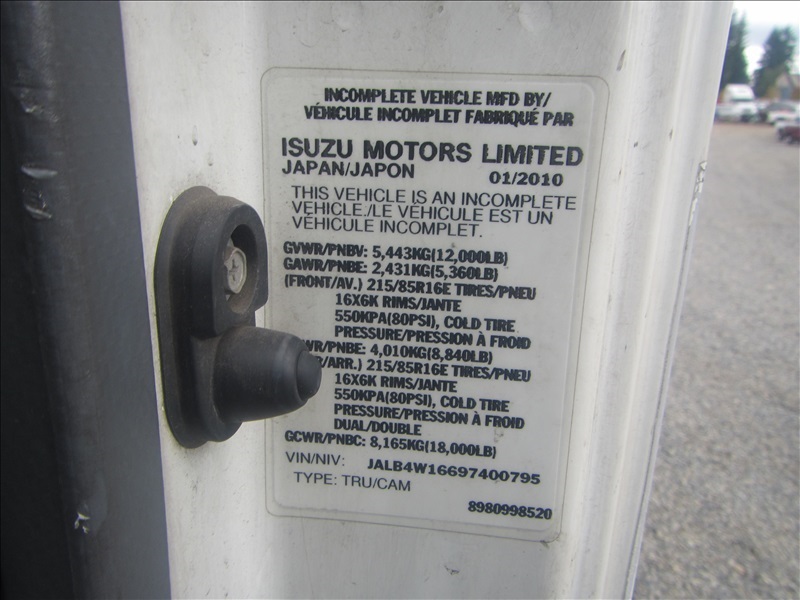 INCOMPLETE VEHICLE MFD BY/
VÉHICULE INCOMPLET FABRIQUÉ PAR
ISUZU MOTORS LIMITED
JAPAN/JAPON 01/2010
THIS VEHICLE IS AN INCOMPLETE
VEHICLE./LE VÉHICULE EST UN
VÉHICULE INCOMPLET.
GVWR/PNBV: 5,443KG(12,000LB)
GAWR/PNBE: 2,431KG(5,360LB)
(FRONT/AV.) 215/85R16E TIRES/PNEU
16X6K RIMS/JANTE
550KPA(80PSI), COLD TIRE
PRESSURE/PRESSION À FROID
WR/PNBE: 4,010KG(8,840LB)
/ARR.) 215/85R16E TIRES/PNEU
16X6K RIMS/JANTE
550KPA(80PSI), COLD TIRE
PRESSURE/PRESSION À FROID
DUAL/DOUBLE
GCWR/PNBC: 8,165KG(18,000LB)
VIN/NIV: JALB4W16697400795
TYPE: TRU/CAM
8980998520